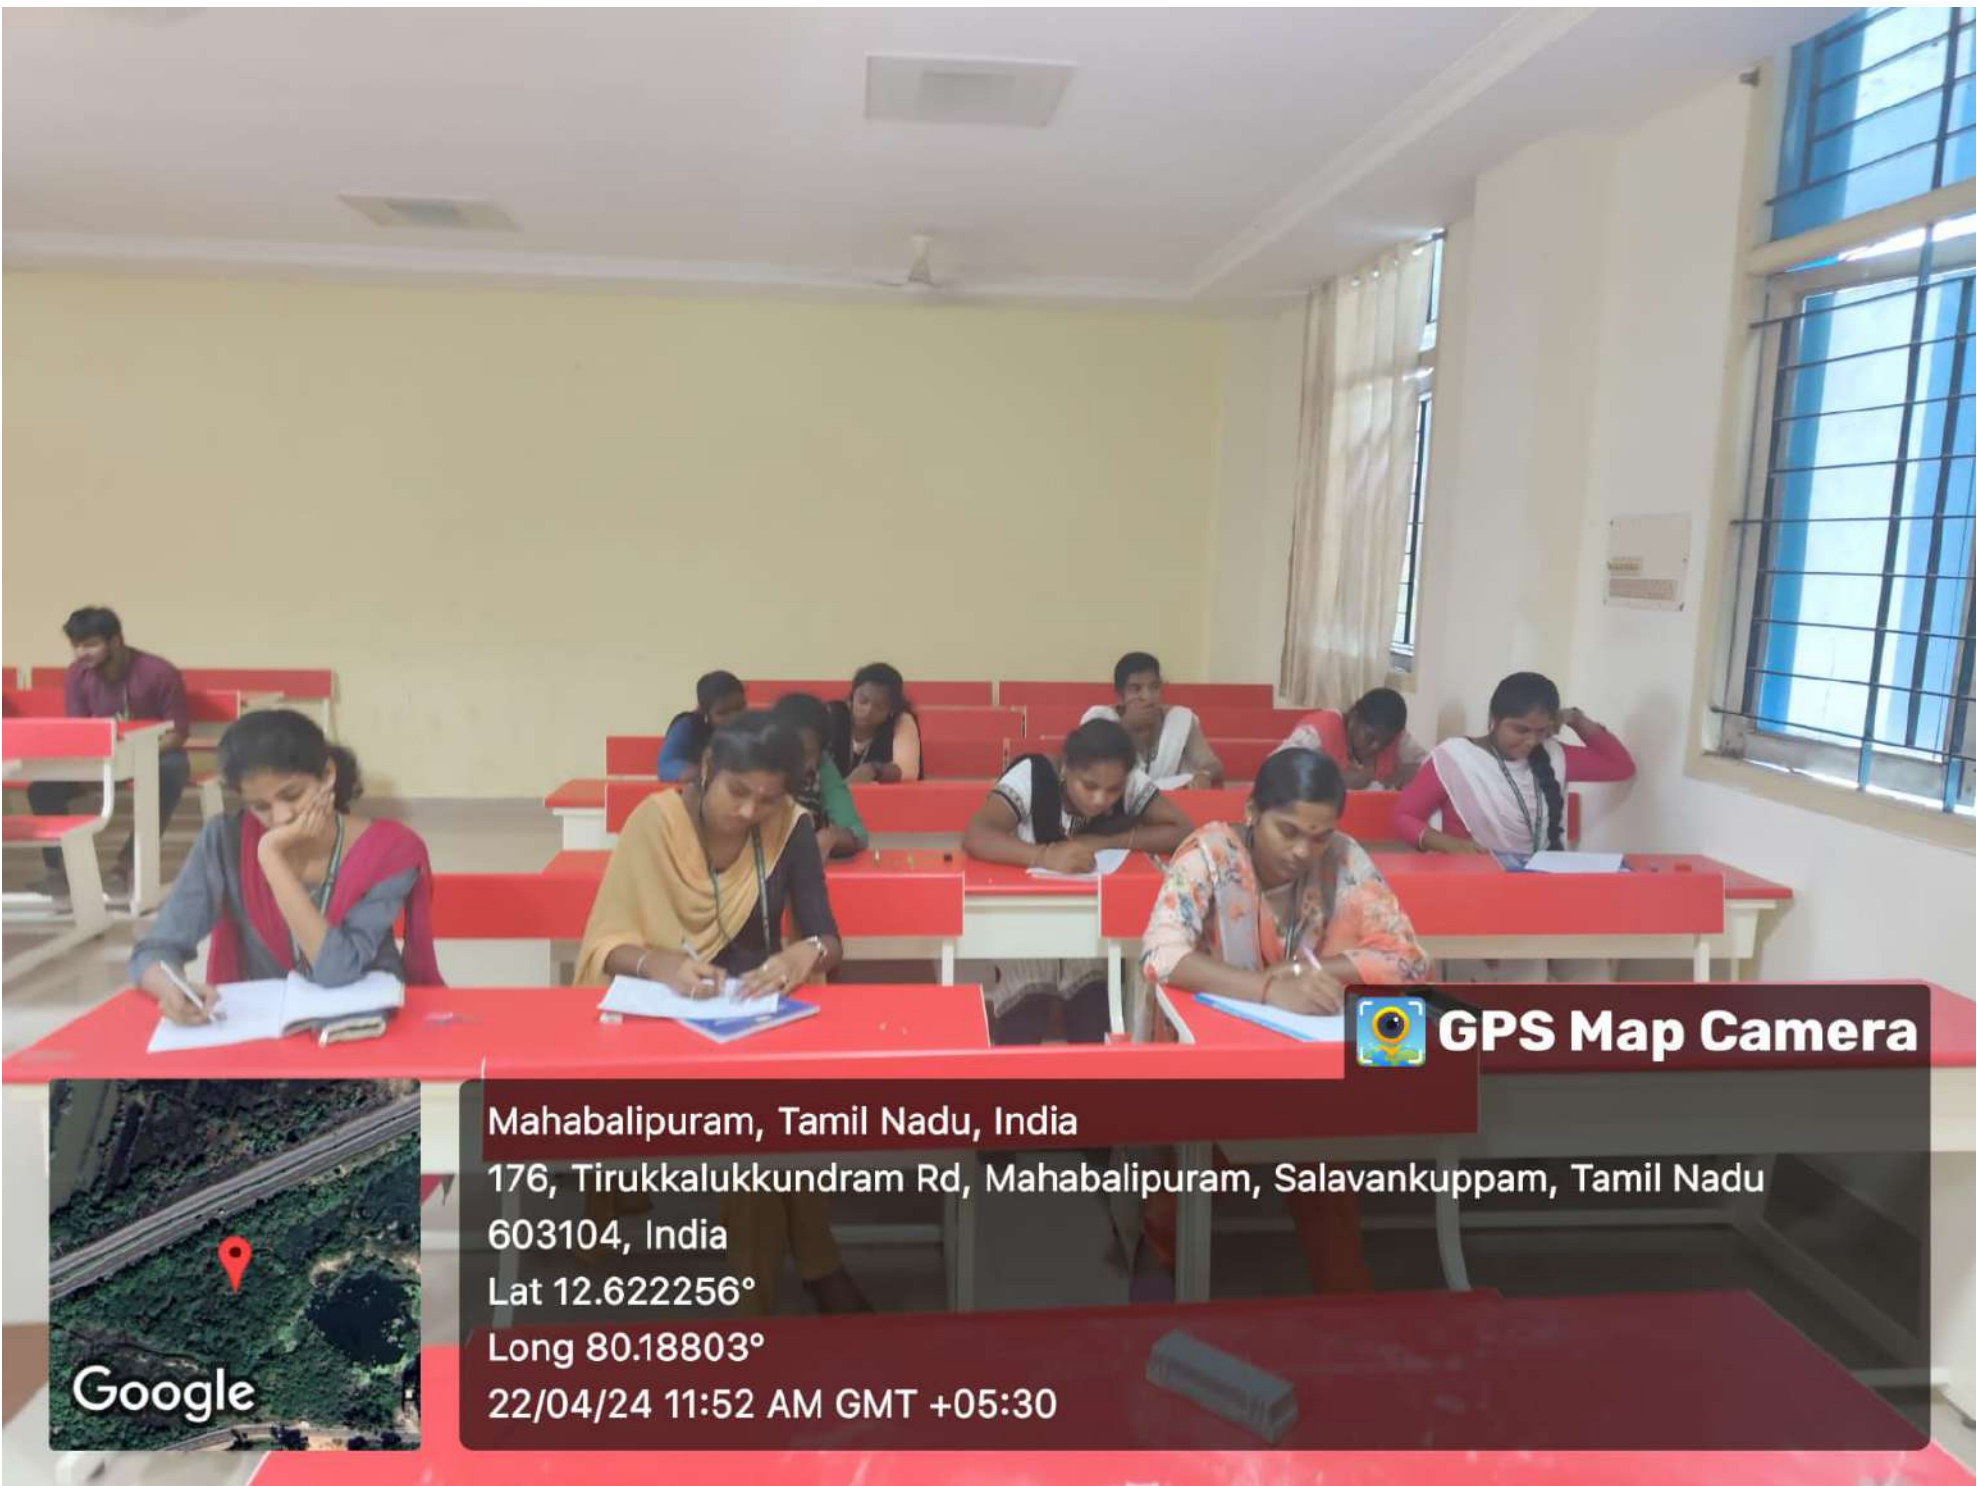 GPS Map Camera
Mahabalipuram, Tamil Nadu, India
176, Tirukkalukkundram Rd, Mahabalipuram, Salavankuppam, Tamil Nadu
603104, India
Lat 12.622256°
Long 80.18803°
22/04/24 11:52 AM GMT +05:30
Google